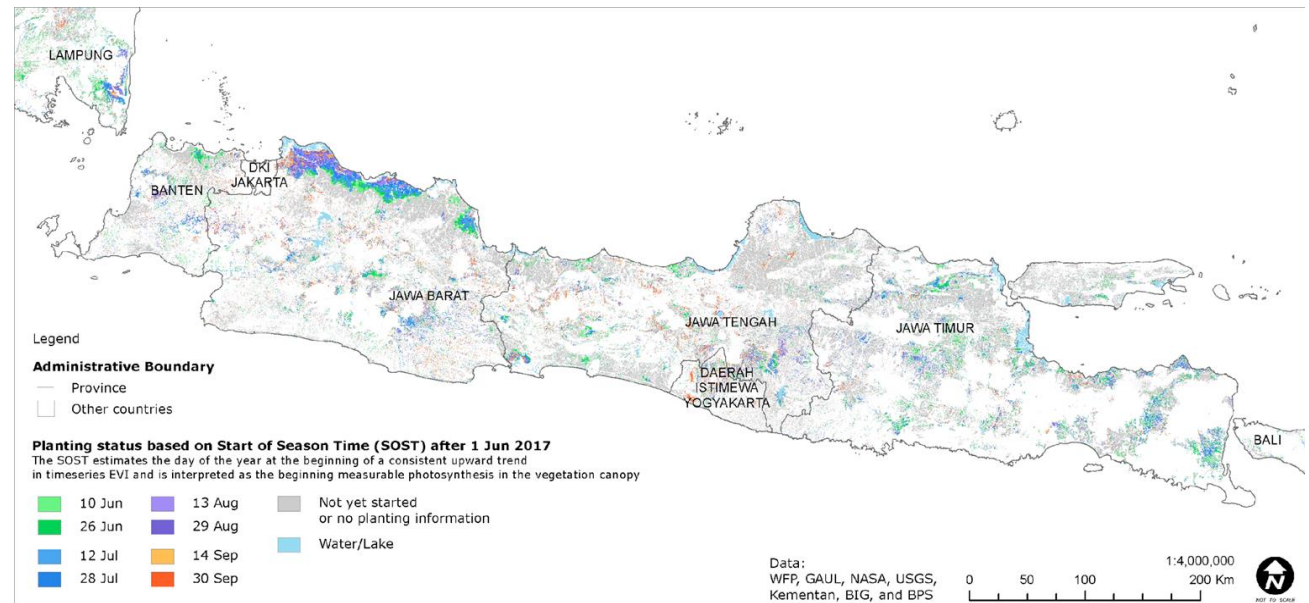 LAMPUNG
DKI
JAKARTA
BANTEN
JAWA BARAT
JAWA TENGAH
JAWA TIMUR
DAERAH
ISTIMEWA
YOGYAKARTA
BALI
Legend
Administrative Boundary
Province
Other countries
Planting status based on Start of Season Time (SOST) after 1 Jun 2017
The SOST estimates the day of the year at the beginning of a consistent upward trend
in timeseries EVI and is interpreted as the beginning measurable photosynthesis in the vegetation canopy
10 Jun
26 Jun
12 Jul
28 Jul
13 Aug
29 Aug
14 Sep
30 Sep
Not yet started
or no planting information
Water/Lake
Data:
WFP, GAUL, NASA, USGS,
Kementan, BIG, and BPS
1:4,000,000
0 50 100 200 Km
N
NOT TO SCALE